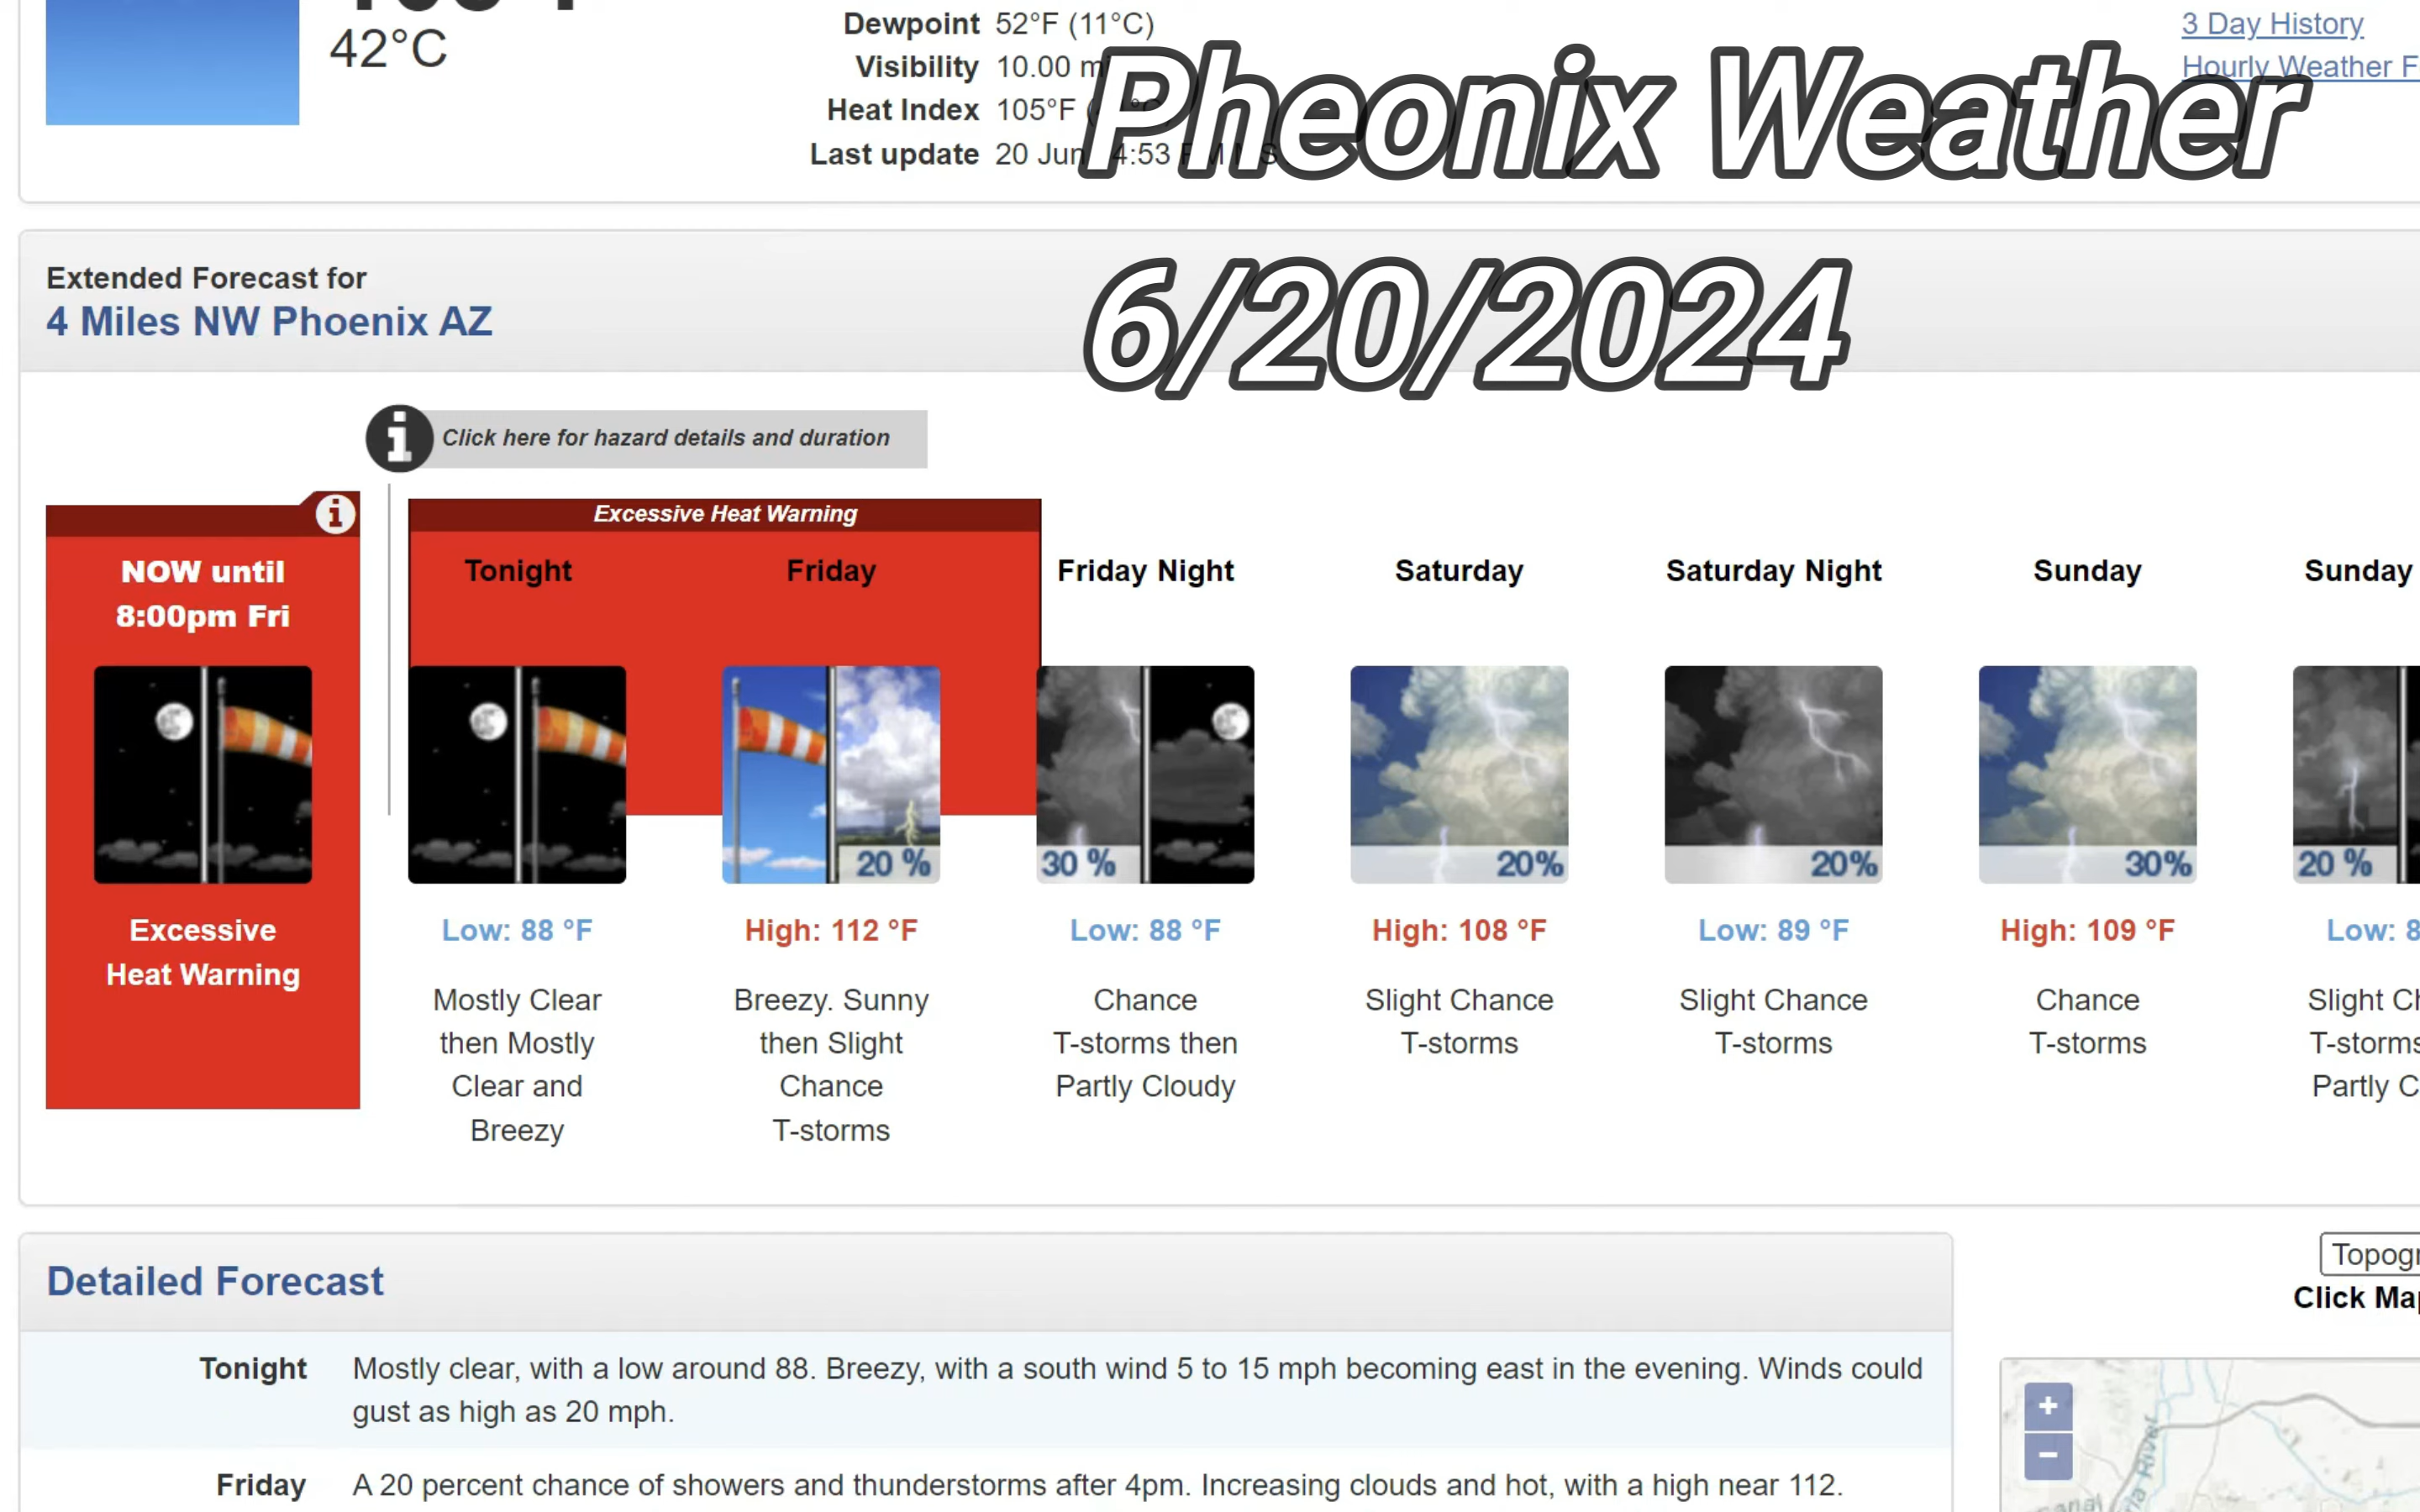 42°C
Dewpoint 52°F (11°C)
Visibility 10.00
Heat Index 105°F
Last update 20 Jun 4:53
3 Day History
Hourly Weather
Pheonix Weather
6/20/2024
Extended Forecast for
4 Miles NW Phoenix AZ
Click here for hazard details and duration
NOW until
8:00pm Fri
Excessive
Heat Warning
Excessive Heat Warning
Tonight
Low: 88 °F
Mostly Clear
then Mostly
Clear and
Breezy
Friday
20 %
High: 112 °F
Breezy. Sunny
then Slight
Chance
T-storms
Friday Night
30 %
Low: 88 °F
Chance
T-storms then
Partly Cloudy
Saturday
20%
High: 108 °F
Slight Chance
T-storms
Saturday Night
20%
Low: 89 °F
Slight Chance
T-storms
Sunday
30%
High: 109 °F
Chance
T-storms
Sunday
20 %
Low:
Slight
T-storms
Partly
Detailed Forecast
Tonight Mostly clear, with a low around 88. Breezy, with a south wind 5 to 15 mph becoming east in the evening. Winds could
gust as high as 20 mph.
Friday A 20 percent chance of showers and thunderstorms after 4pm. Increasing clouds and hot, with a high near 112.
Click
+
−
River